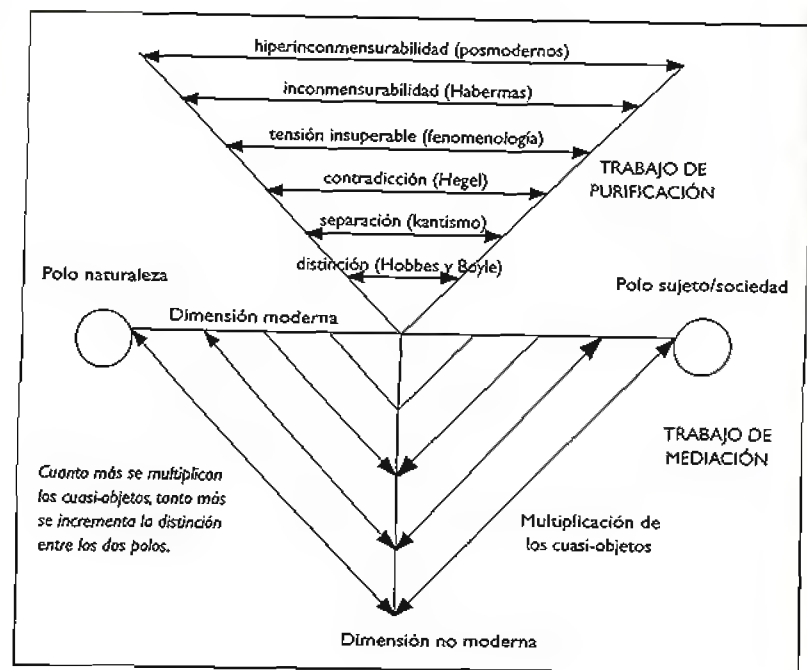 hiperinconmensurabilidad (posmodernos)
inconmensurabilidad (Habermas)
tensión insuperable (fenomenología)
TRABAJO DE
PURIFICACIÓN
contradicción (Hegel)
separación (kantismo)
distinción (Hobbes y Boyle)
Polo naturaleza
Polo sujeto/sociedad
Dimensión moderna
TRABAJO DE
MEDIACIÓN
Cuanto más se multiplican
los cuasi-objetos, tanto más
se incrementa la distinción
entre los dos polos.
Multiplicación de
los cuasi-objetos
Dimensión no moderna